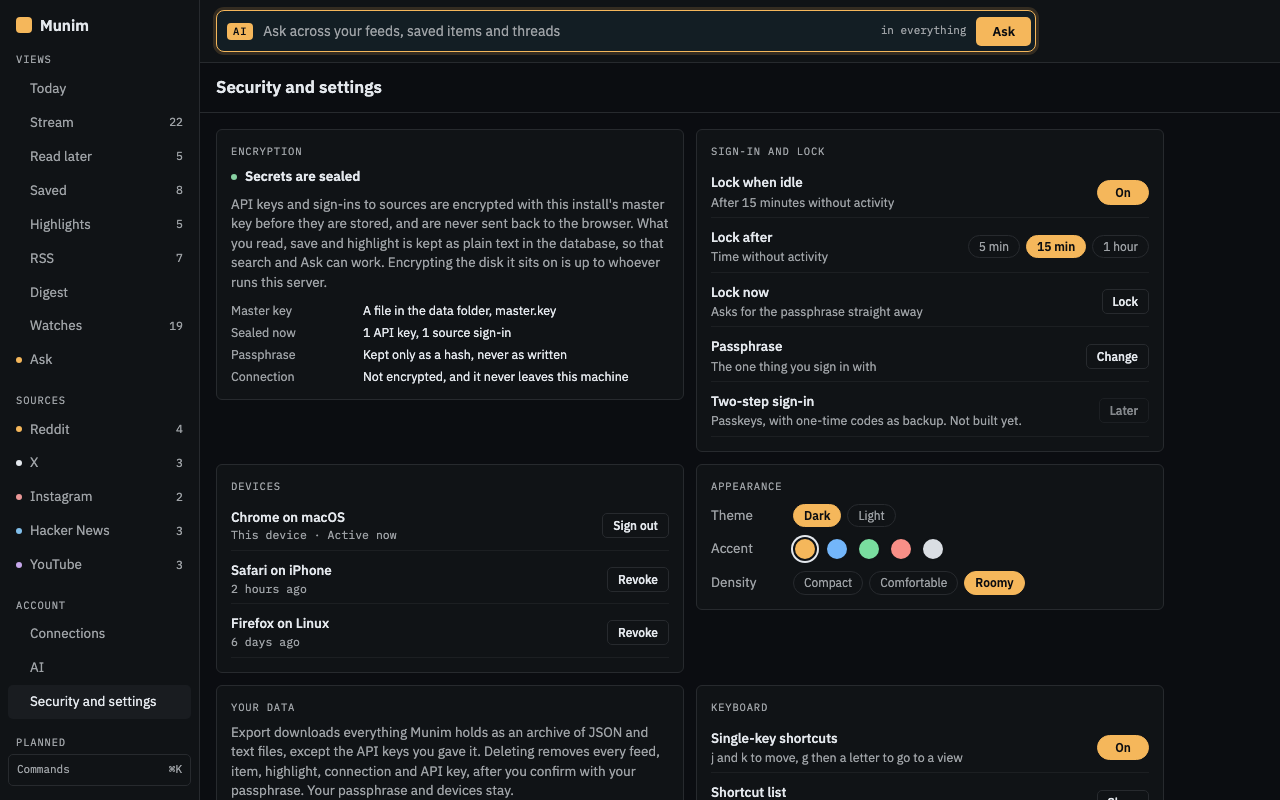 Munim
AI Ask across your feeds, saved items and threads in everything Ask
VIEWS
Today
Stream 22
Read later 5
Saved 8
Highlights 5
RSS 7
Digest
Watches 19
Ask
SOURCES
Reddit 4
X 3
Instagram 2
Hacker News 3
YouTube 3
ACCOUNT
Connections
AI
Security and settings
PLANNED
Commands ⌘K
Security and settings
ENCRYPTION
Secrets are sealed
API keys and sign-ins to sources are encrypted with this install's master
key before they are stored, and are never sent back to the browser. What
you read, save and highlight is kept as plain text in the database, so that
search and Ask can work. Encrypting the disk it sits on is up to whoever
runs this server.
Master key A file in the data folder, master.key
Sealed now 1 API key, 1 source sign-in
Passphrase Kept only as a hash, never as written
Connection Not encrypted, and it never leaves this machine
SIGN-IN AND LOCK
Lock when idle On
After 15 minutes without activity
Lock after 5 min 15 min 1 hour
Time without activity
Lock now Lock
Asks for the passphrase straight away
Passphrase Change
The one thing you sign in with
Two-step sign-in Later
Passkeys, with one-time codes as backup. Not built yet.
DEVICES
Chrome on macOS Sign out
This device · Active now
Safari on iPhone Revoke
2 hours ago
Firefox on Linux Revoke
6 days ago
APPEARANCE
Theme Dark Light
Accent
Density Compact Comfortable Roomy
YOUR DATA
Export downloads everything Munim holds as an archive of JSON and
text files, except the API keys you gave it. Deleting removes every feed,
item, highlight, connection and API key, after you confirm with your
passphrase. Your passphrase and devices stay.
KEYBOARD
Single-key shortcuts On
j and k to move, g then a letter to go to a view
Shortcut list